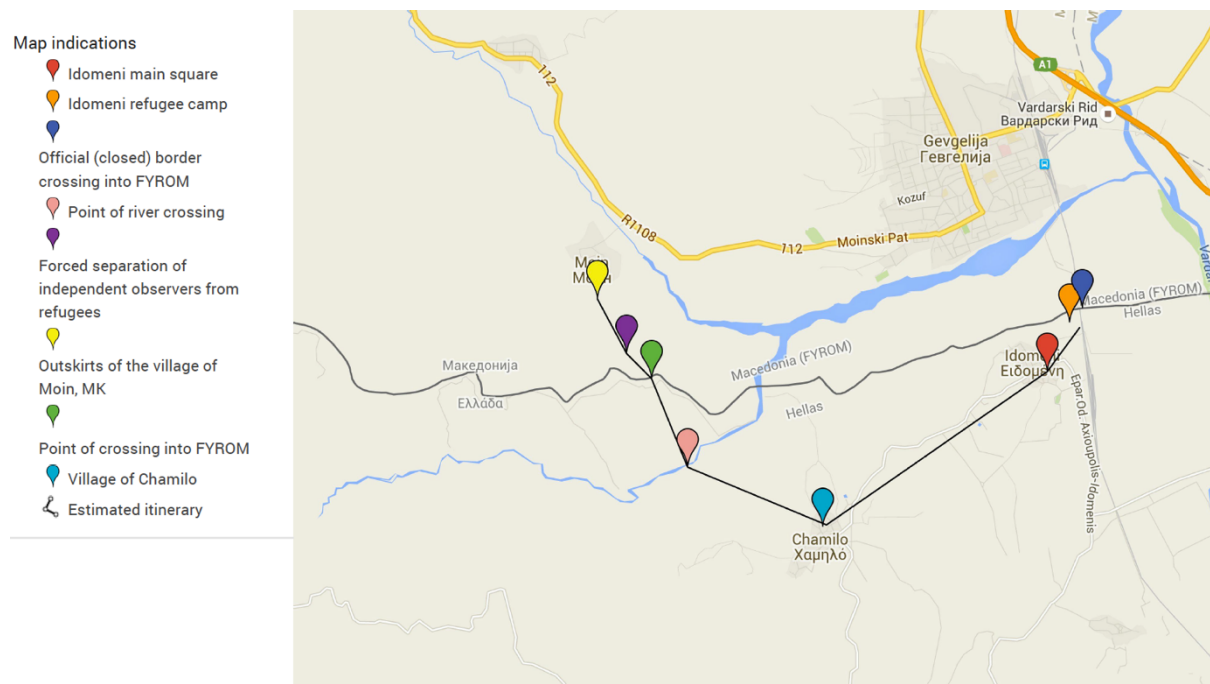 Map indications
Idomeni main square
Idomeni refugee camp
Official (closed) border
crossing into FYROM
Point of river crossing
Forced separation of
independent observers from
refugees
Outskirts of the village of
Moin, MK
Point of crossing into FYROM
Village of Chamilo
Estimated itinerary
112
A1
Vardarski Rid
Вардарски Рид
Gevgelija
Гевгелија
Kozuf
R1108
112
Moinski Pat
Macedonia (FYROM)
Hellas
Македонија
Ελλάδα
Macedonia (FYROM)
Hellas
Ειδομένη
Epar.Od. Axioupolis-Idomenis
Chamilo
Χαμηλό